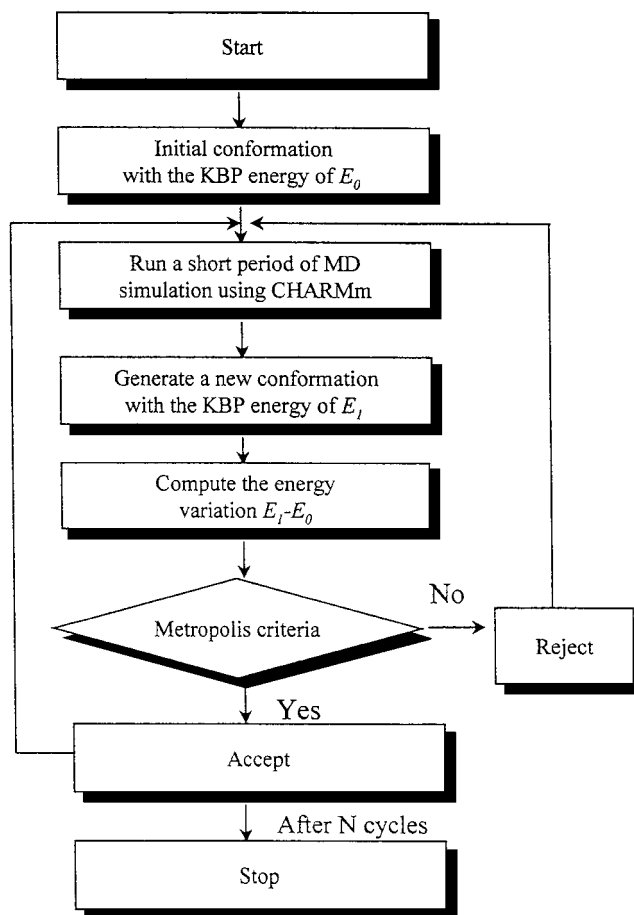 Start
Initial conformation
with the KBP energy of E0
Run a short period of MD
simulation using CHARMm
Generate a new conformation
with the KBP energy of E1
Compute the energy
variation E1-E0
Metropolis criteria
No
Reject
Yes
Accept
After N cycles
Stop